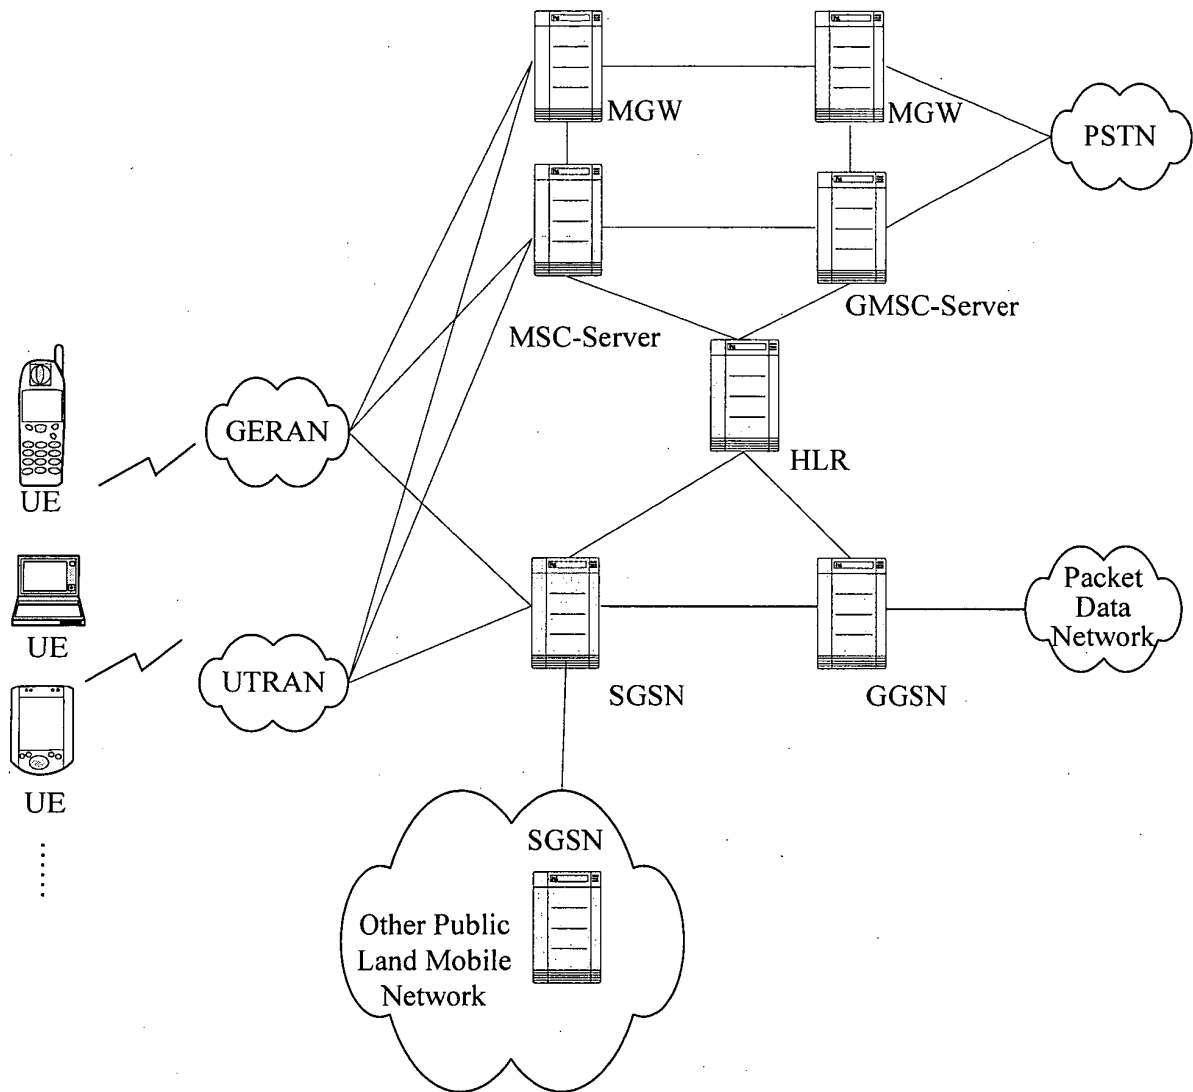 MGW
MGW
PSTN
MSC-Server
GMSC-Server
HLR
GERAN
UE
UE
UE
UTRAN
SGSN
GGSN
Packet
Data
Network
SGSN
Other Public
Land Mobile
Network